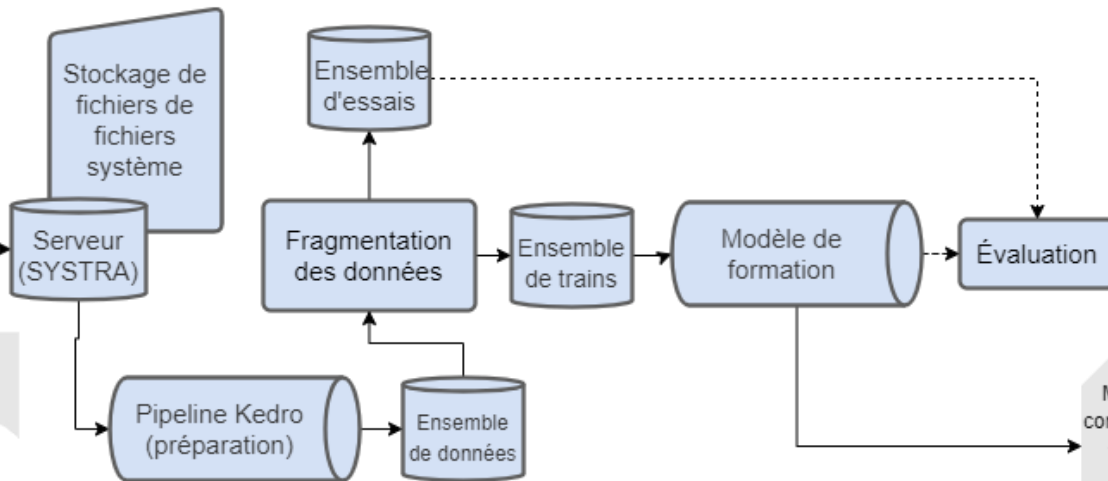 Stockage de
fichiers de
fichiers
système
Serveur
(SYSTRA)
Pipeline Kedro
(préparation)
Ensemble
de données
Fragmentation
des données
Ensemble
d'essais
Ensemble
de trains
Modèle de
formation
Évaluation